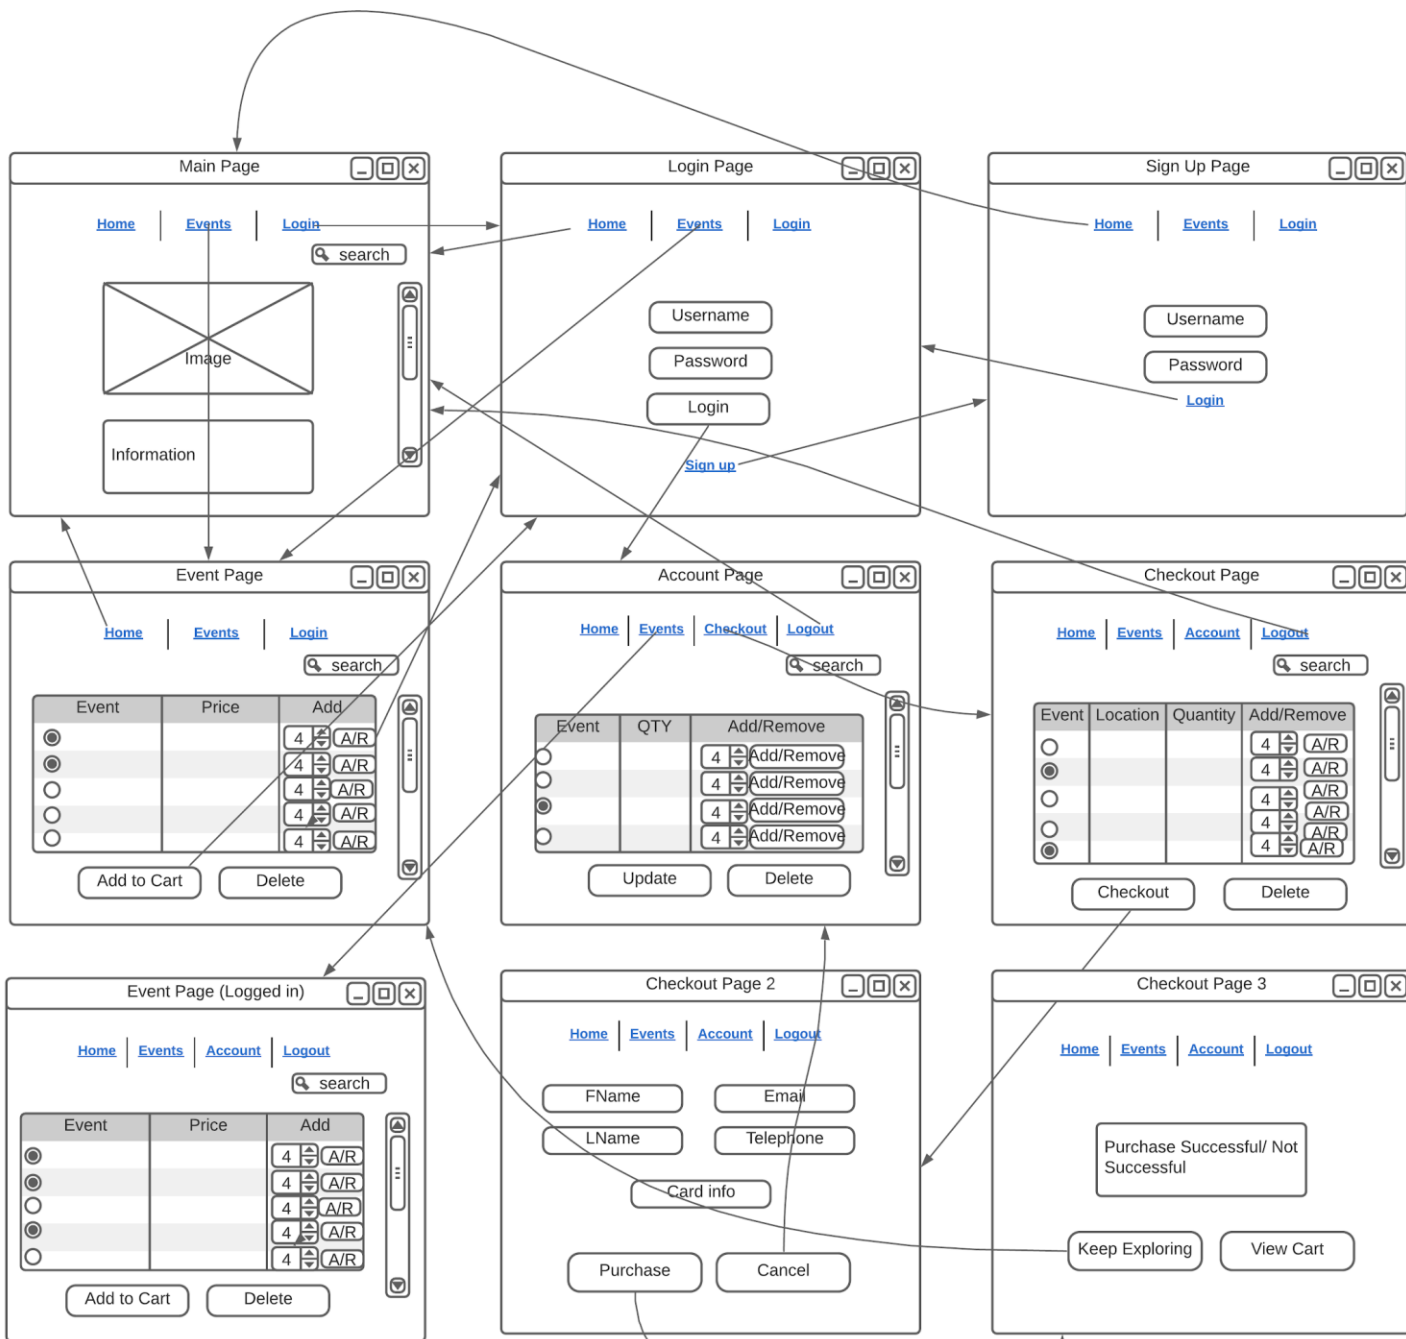 Main Page
Home Events Login
search
Image
Information
Login Page
Home Events Login
Username
Password
Login
Sign up
Sign Up Page
Home Events Login
Username
Password
Login
Event Page
Home Events Login
search
Event Price Add
4 A/R
4 A/R
4 A/R
4 A/R
4 A/R
Add to Cart Delete
Account Page
Home Events Checkout Logout
search
Event QTY Add/Remove
4 Add/Remove
4 Add/Remove
4 Add/Remove
4 Add/Remove
Update Delete
Checkout Page
Home Events Account Logout
search
Event Location Quantity Add/Remove
4 A/R
4 A/R
4 A/R
4 A/R
4 A/R
A/R
Checkout Delete
Event Page (Logged in)
Home Events Account Logout
search
Event Price Add
4 A/R
4 A/R
4 A/R
4 A/R
4 A/R
Add to Cart Delete
Checkout Page 2
Home Events Account Logout
FName Email
LName Telephone
Card info
Purchase Cancel
Checkout Page 3
Home Events Account Logout
Purchase Successful/ Not
Successful
Keep Exploring View Cart